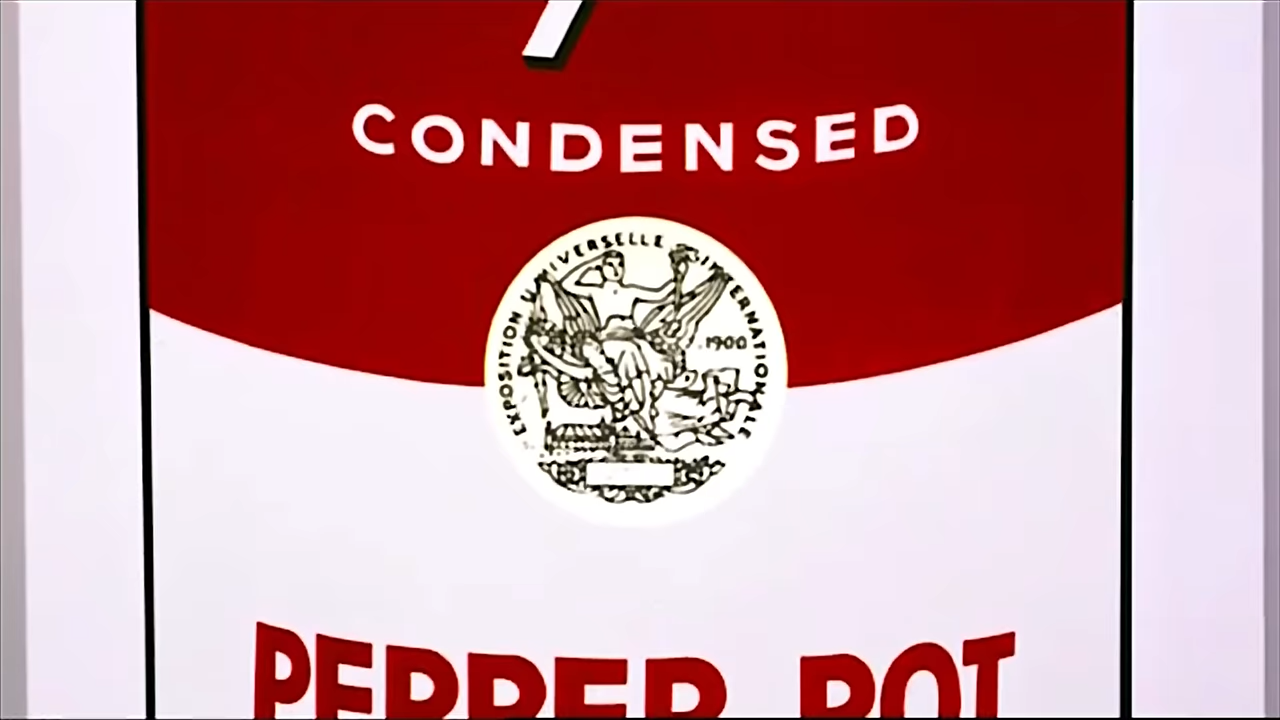 CONDENSED
EXPOSITION UNIVERSELLE INTERNATIONALE
1900
PEPPER POT